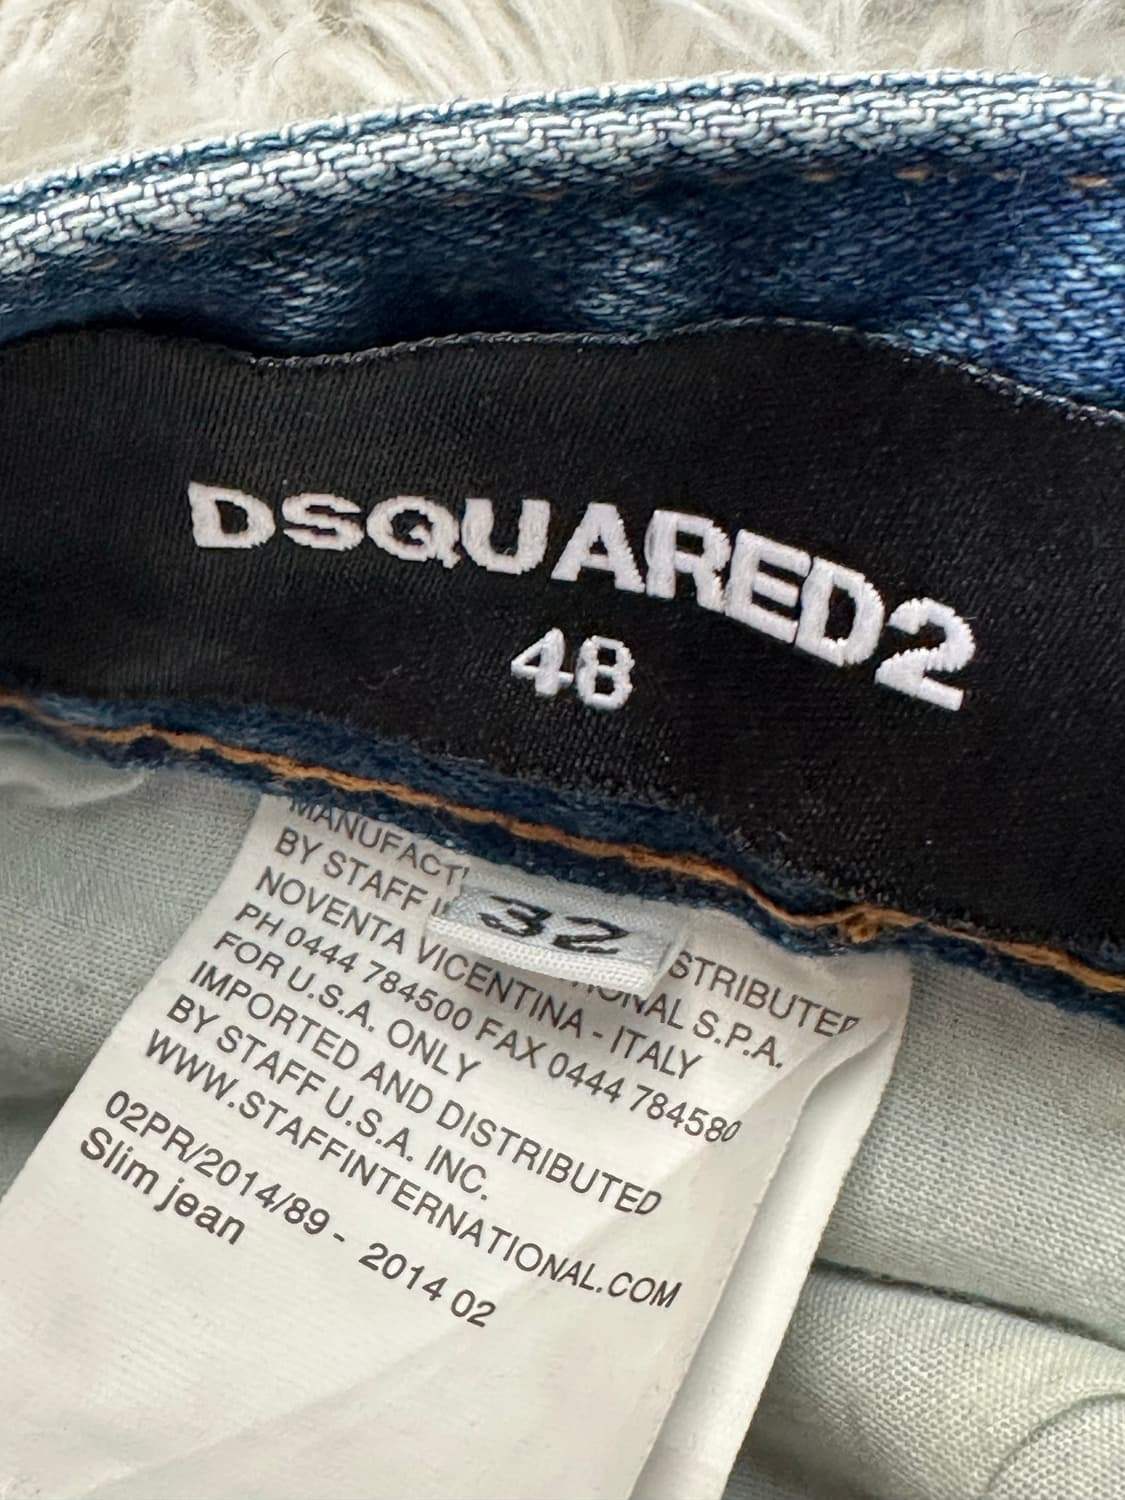 DSQUARED2
48
32
MANUFACT
BY STAFF
STRIBUTED
NOVENTA VICENTINA - ITALY
NAL S.P.A.
PH 0444 784500 FAX 0444 784580
FOR U.S.A. ONLY
IMPORTED AND DISTRIBUTED
BY STAFF U.S.A. INC.
WWW.STAFFINTERNATIONAL.COM
02PR/2014/89 - 2014 02
Slim jean